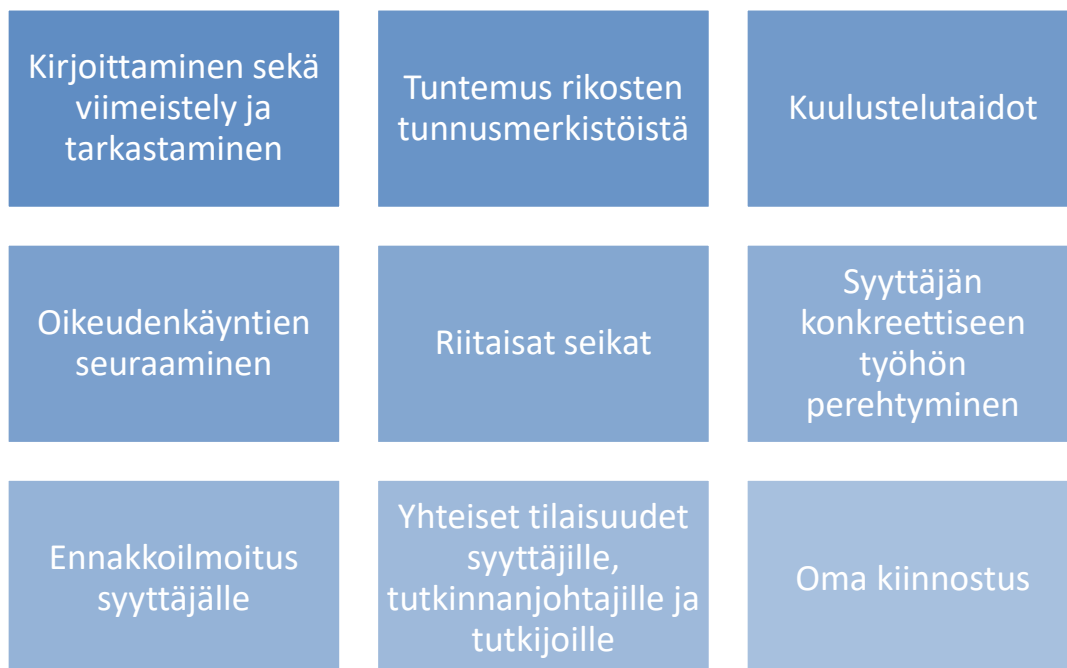 Kirjoittaminen sekä
viimeistely ja
tarkastaminen
Tuntemus rikosten
tunnusmerkistöistä
Kuulustelutaidot
Oikeudenkäyntien
seuraaminen
Riitaisat seikat
Syyttäjän
konkreettiseen
työhön
perehtyminen
Ennakkoilmoitus
syyttäjälle
Yhteiset tilaisuudet
syyttäjille,
tutkinnanjohtajille ja
tutkijoille
Oma kiinnostus